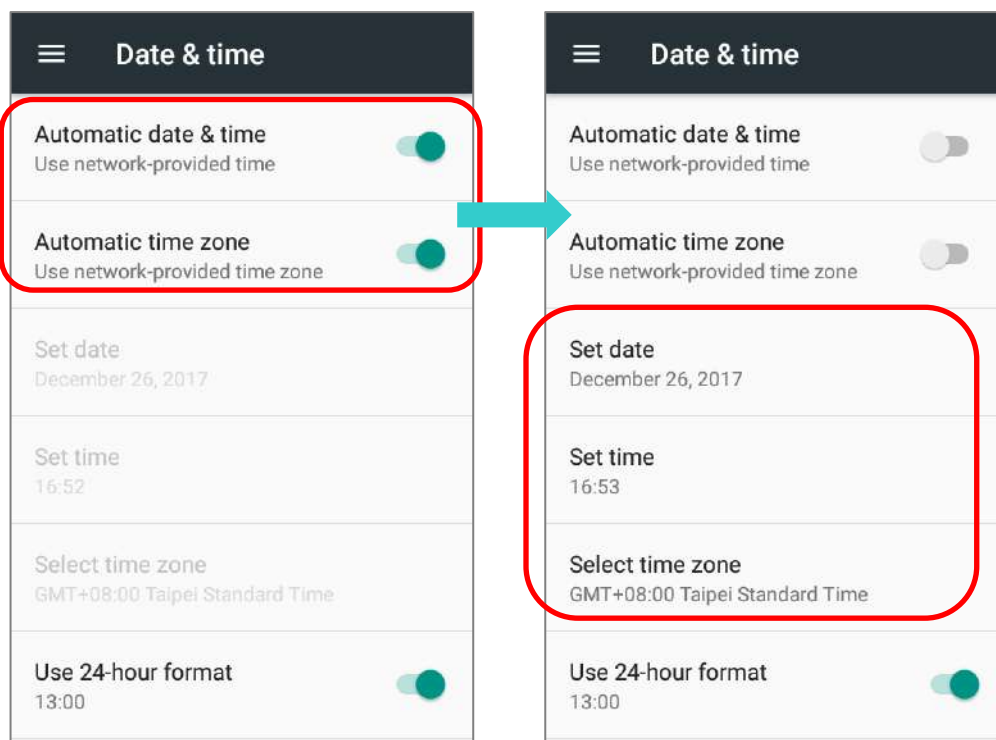 Date & time
Automatic date & time
Use network-provided time
Automatic time zone
Use network-provided time zone
Set date
December 26, 2017
Set time
16:52
Select time zone
GMT+08:00 Taipei Standard Time
Use 24-hour format
13:00
Date & time
Automatic date & time
Use network-provided time
Automatic time zone
Use network-provided time zone
Set date
December 26, 2017
Set time
16:53
Select time zone
GMT+08:00 Taipei Standard Time
Use 24-hour format
13:00